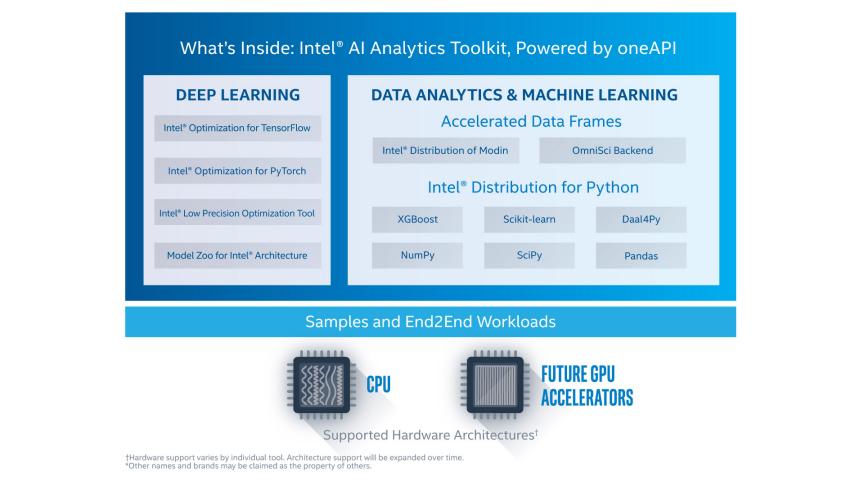 What's Inside: Intel® AI Analytics Toolkit, Powered by oneAPI
DEEP LEARNING
Intel® Optimization for TensorFlow
Intel® Optimization for PyTorch
Intel® Low Precision Optimization Tool
Model Zoo for Intel® Architecture
DATA ANALYTICS & MACHINE LEARNING
Accelerated Data Frames
Intel® Distribution of Modin
OmniSci Backend
Intel® Distribution for Python
XGBoost
Scikit-learn
Daal4Py
NumPy
SciPy
Pandas
Samples and End2End Workloads
CPU
FUTURE GPU
ACCELERATORS
Supported Hardware Architectures†
†Hardware support varies by individual tool. Architecture support will be expanded over time.
*Other names and brands may be claimed as the property of others.